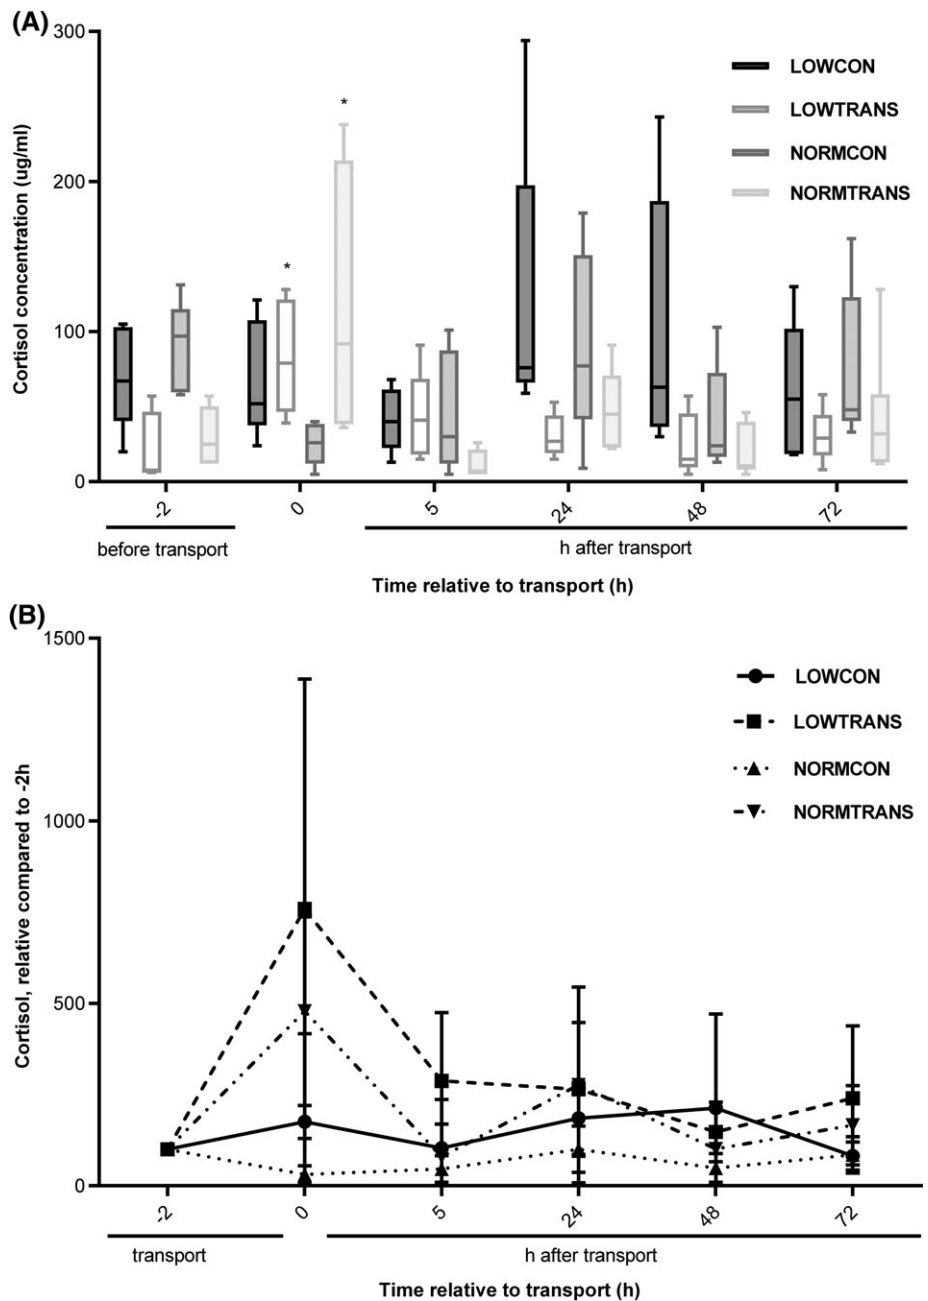 (A)
300
200
100
0
Cortisol concentration (ug/ml)
LOWCON
LOWTRANS
NORMCON
NORMTRANS
*
*
-2
0
5
24
48
72
before transport
h after transport
Time relative to transport (h)
(B)
1500
1000
500
0
Cortisol, relative compared to -2h
LOWCON
LOWTRANS
NORMCON
NORMTRANS
-2
0
5
24
48
72
transport
h after transport
Time relative to transport (h)